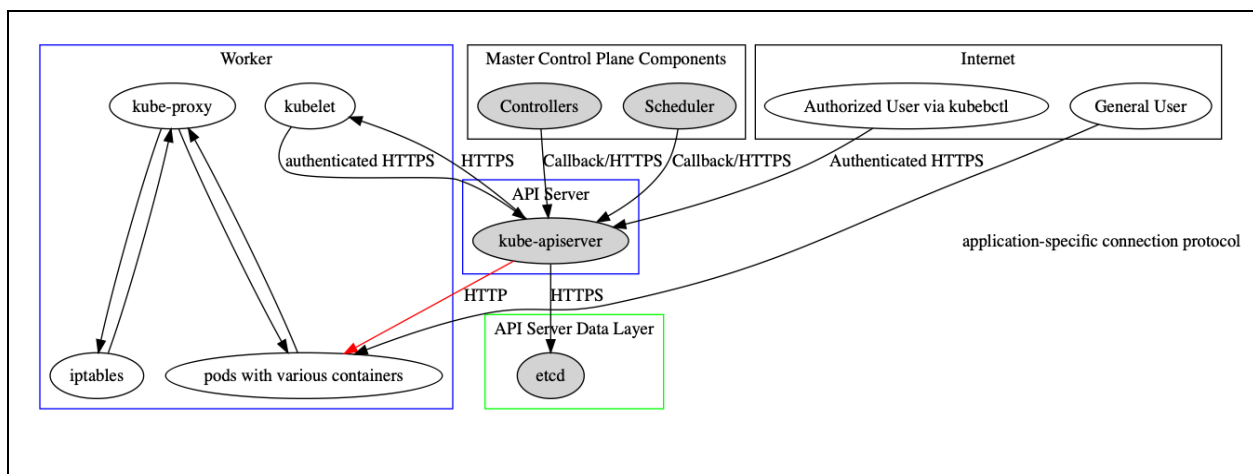 Worker
Master Control Plane Components
Internet
kube-proxy
kubelet
Controllers
Scheduler
Authorized User via kubebctl
General User
authenticated HTTPS
HTTPS
Callback/HTTPS
Callback/HTTPS
Authenticated HTTPS
API Server
kube-apiserver
application-specific connection protocol
HTTP
HTTPS
API Server Data Layer
iptables
pods with various containers
etcd